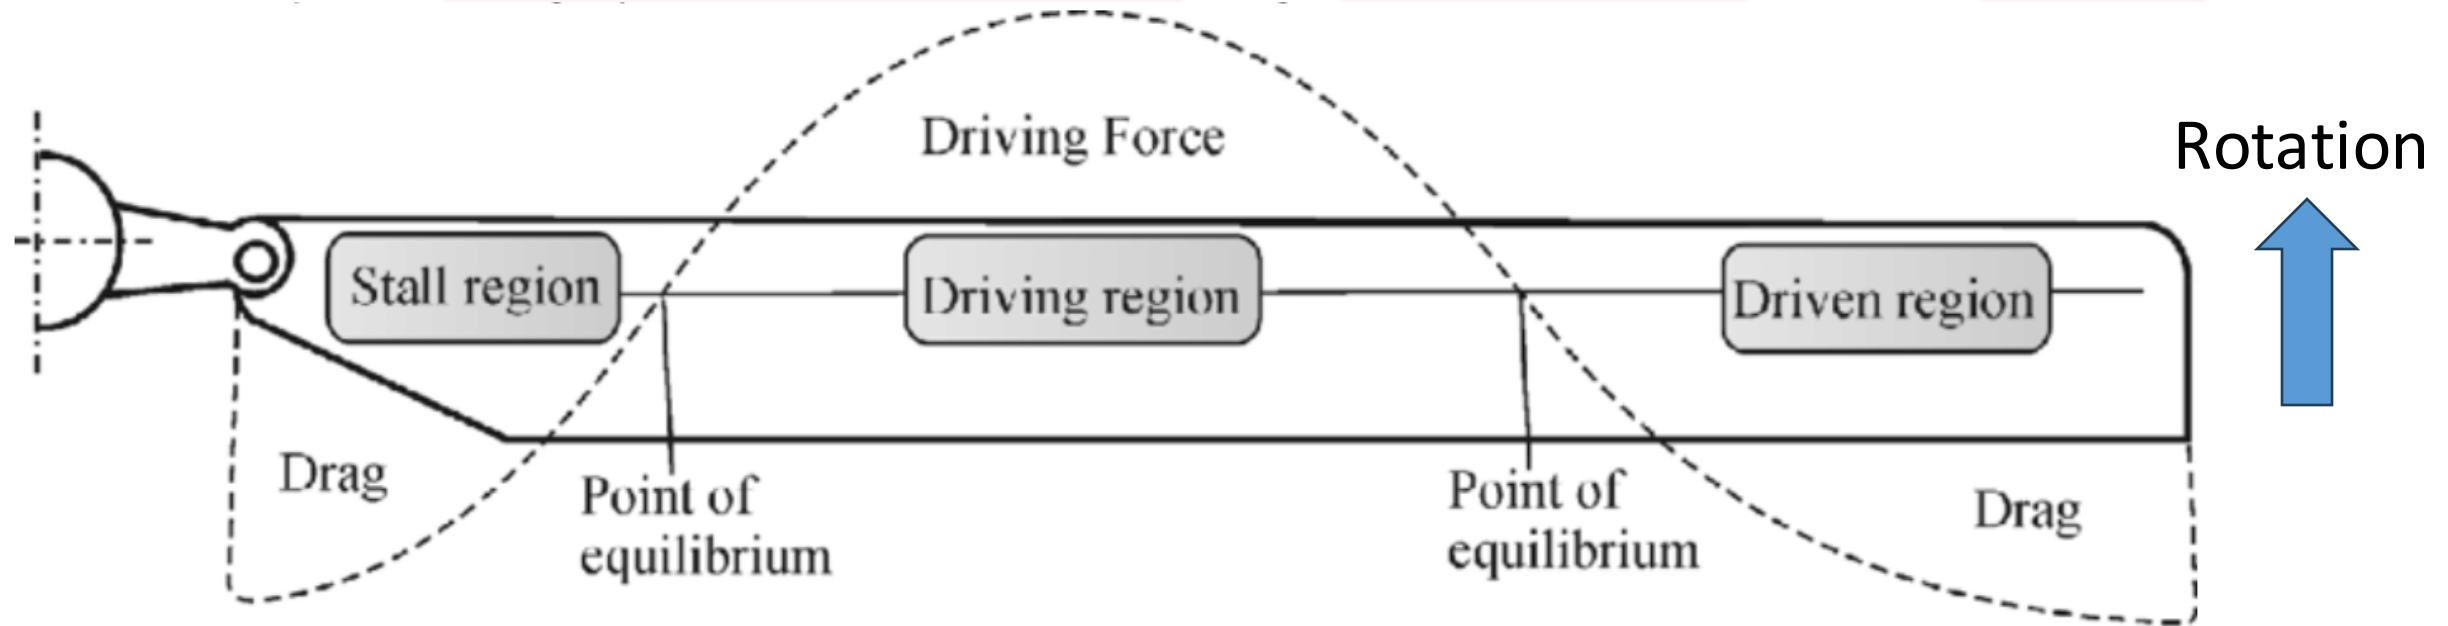 Driving Force
Rotation
Stall region
Driving region
Driven region
Drag
Point of
equilibrium
Point of
equilibrium
Drag